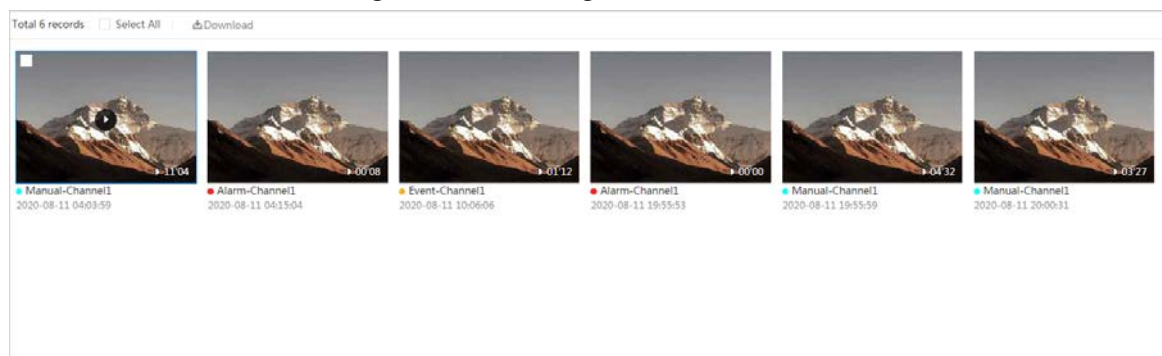 Total 6 records Select All Download
11:04 00:08 01:12 00:00 04:32 03:27
Manual-Channel1 Alarm-Channel1 Event-Channel1 Alarm-Channel1 Manual-Channel1 Manual-Channel1
2020-08-11 04:03:59 2020-08-11 04:15:04 2020-08-11 10:06:06 2020-08-11 19:55:53 2020-08-11 19:55:59 2020-08-11 20:00:31